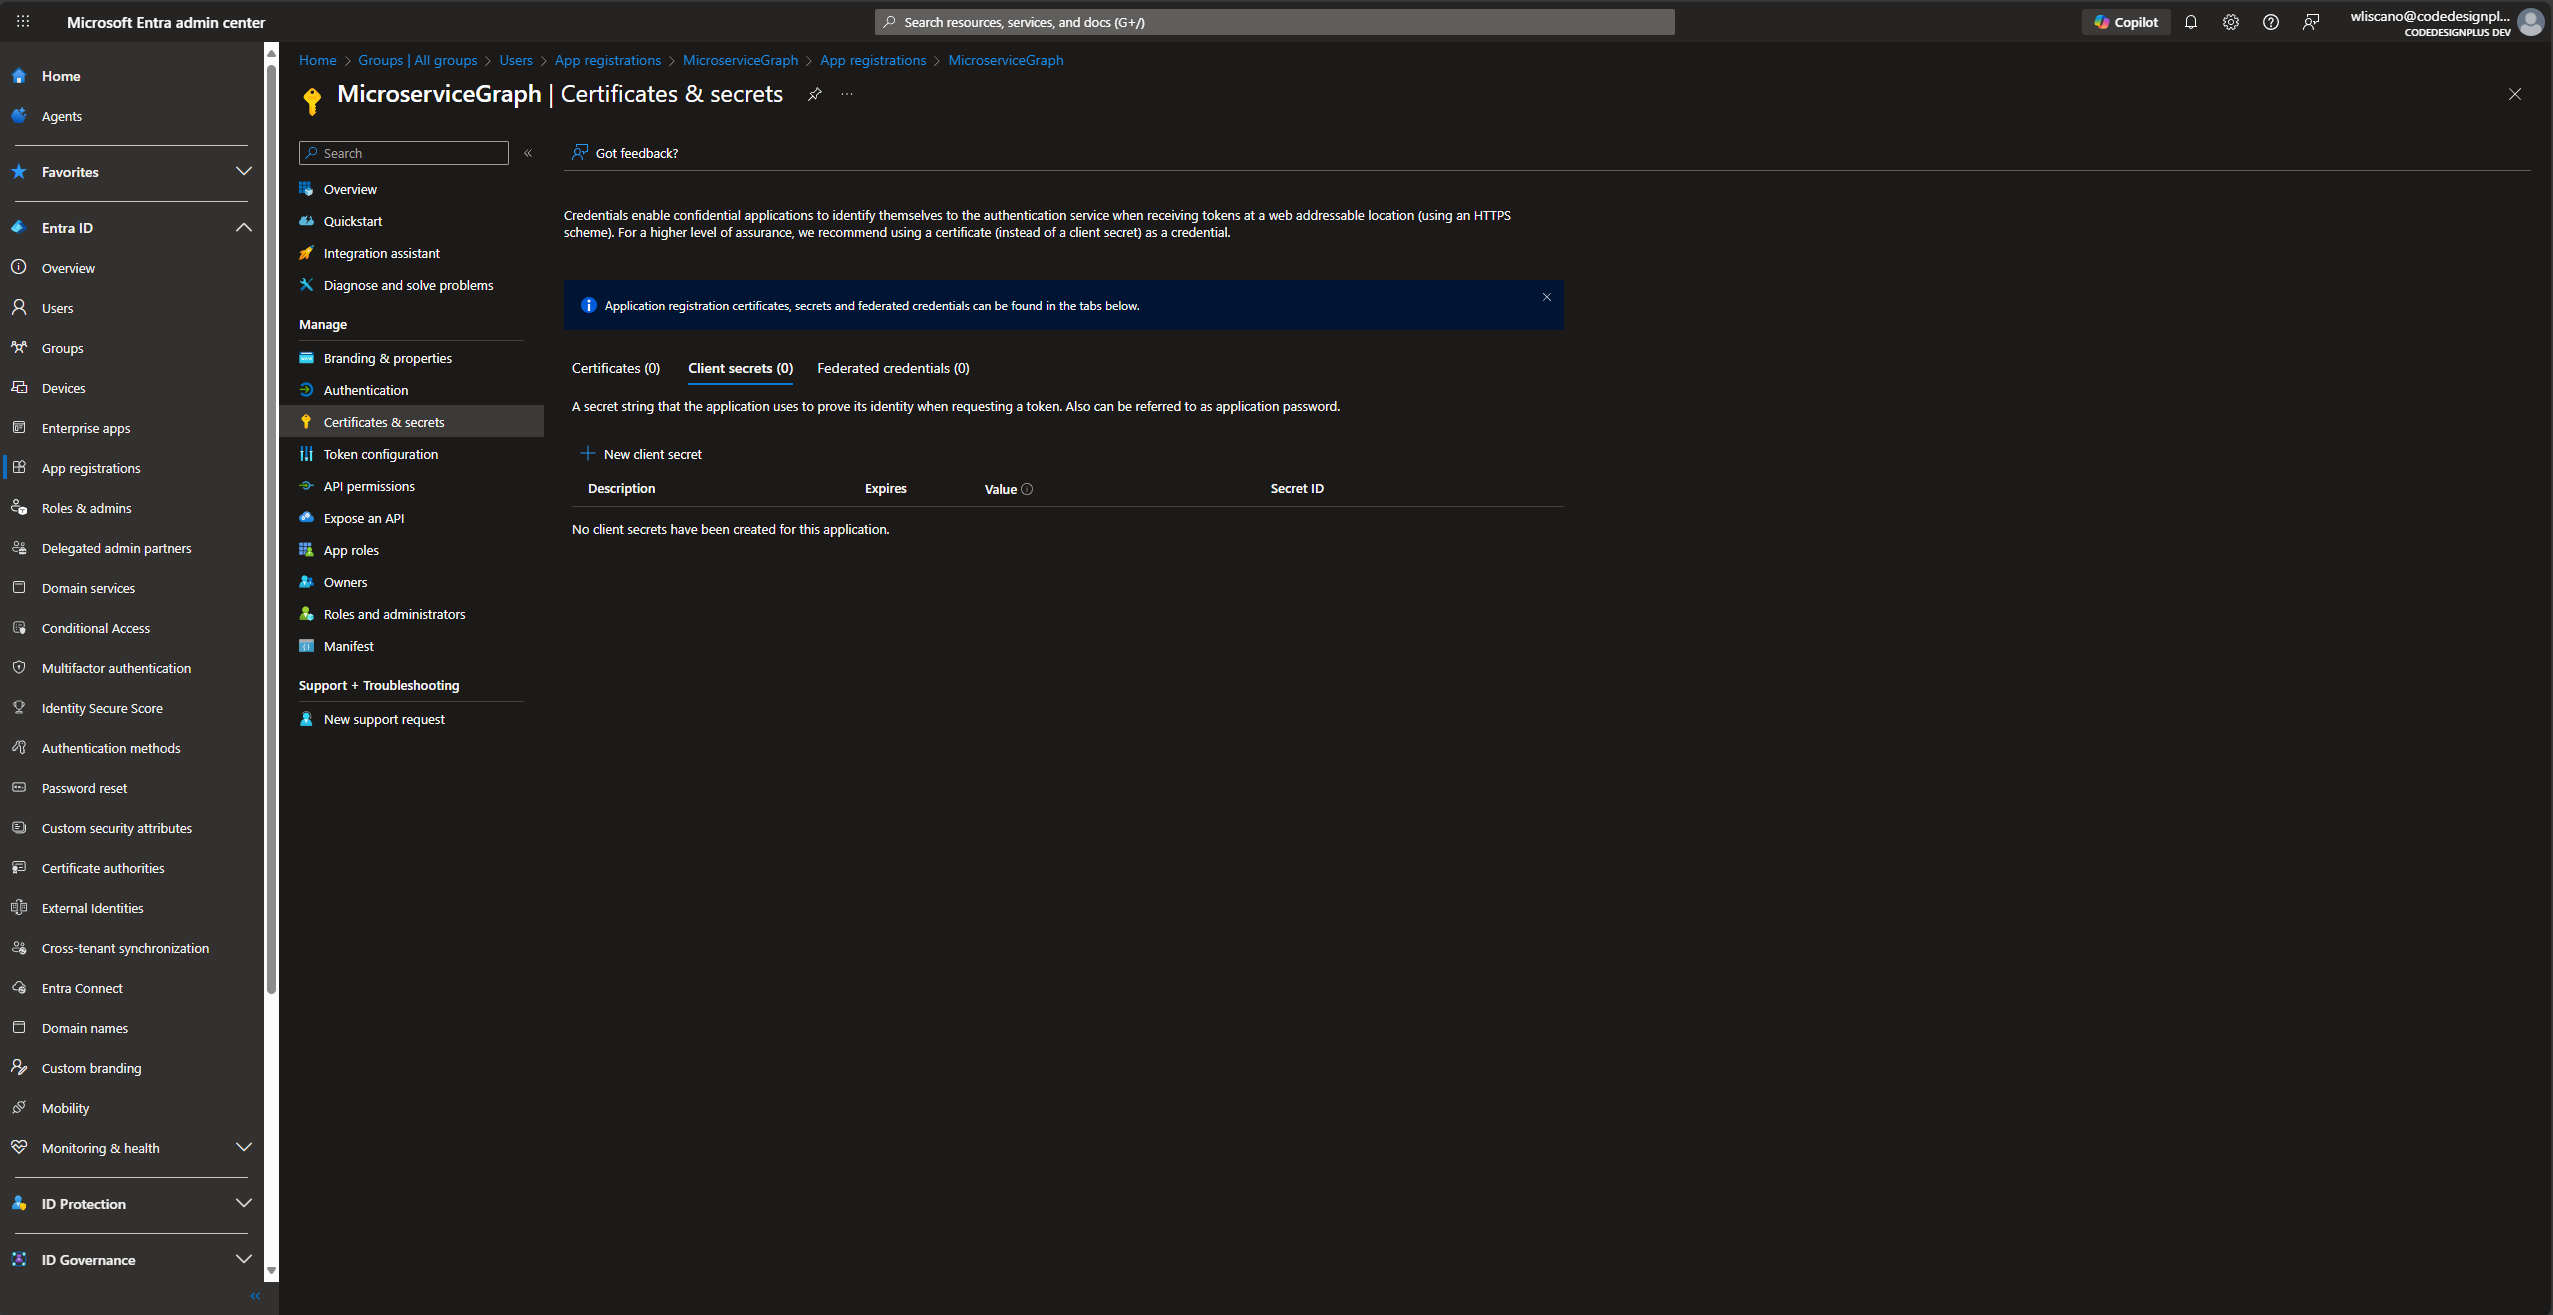 Microsoft Entra admin center
Search resources, services, and docs (G+/)
Copilot
wliscano@codedesignpl...
CODEDESIGNPLUS DEV
Home
Agents
Favorites
Entra ID
Overview
Users
Groups
Devices
Enterprise apps
App registrations
Roles & admins
Delegated admin partners
Domain services
Conditional Access
Multifactor authentication
Identity Secure Score
Authentication methods
Password reset
Custom security attributes
Certificate authorities
External Identities
Cross-tenant synchronization
Entra Connect
Domain names
Custom branding
Mobility
Monitoring & health
ID Protection
ID Governance
Home > Groups | All groups > Users > App registrations > MicroserviceGraph > App registrations > MicroserviceGraph
MicroserviceGraph | Certificates & secrets
Search
Overview
Quickstart
Integration assistant
Diagnose and solve problems
Manage
Branding & properties
Authentication
Certificates & secrets
Token configuration
API permissions
Expose an API
App roles
Owners
Roles and administrators
Manifest
Support + Troubleshooting
New support request
Got feedback?
Credentials enable confidential applications to identify themselves to the authentication service when receiving tokens at a web addressable location (using an HTTPS
scheme). For a higher level of assurance, we recommend using a certificate (instead of a client secret) as a credential.
Application registration certificates, secrets and federated credentials can be found in the tabs below.
Certificates (0) Client secrets (0) Federated credentials (0)
A secret string that the application uses to prove its identity when requesting a token. Also can be referred to as application password.
New client secret
Description Expires Value Secret ID
No client secrets have been created for this application.